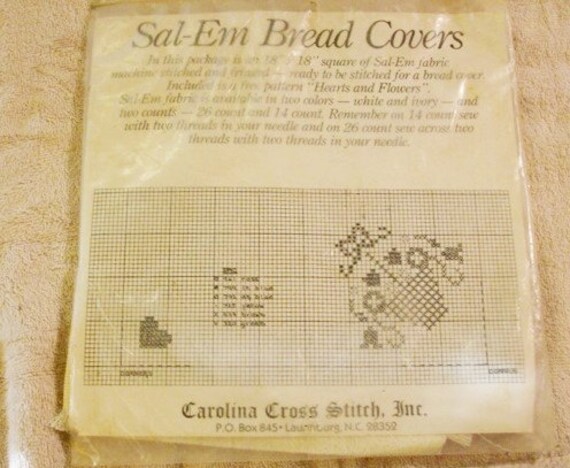 Sal-Em Bread Covers
In this package is an 18" x 18" square of Sal-Em fabric
machine stitched and fringed — ready to be stitched for a bread cover.
Included is a free pattern "Hearts and Flowers".
Sal-Em fabric is available in two colors — white and ivory — and
two counts — 26 count and 14 count. Remember on 14 count sew
with two threads in your needle and on 26 count sew across two
threads with two threads in your needle.
Carolina Cross Stitch, Inc.
P.O. Box 845 • Laurinburg, N.C. 28352